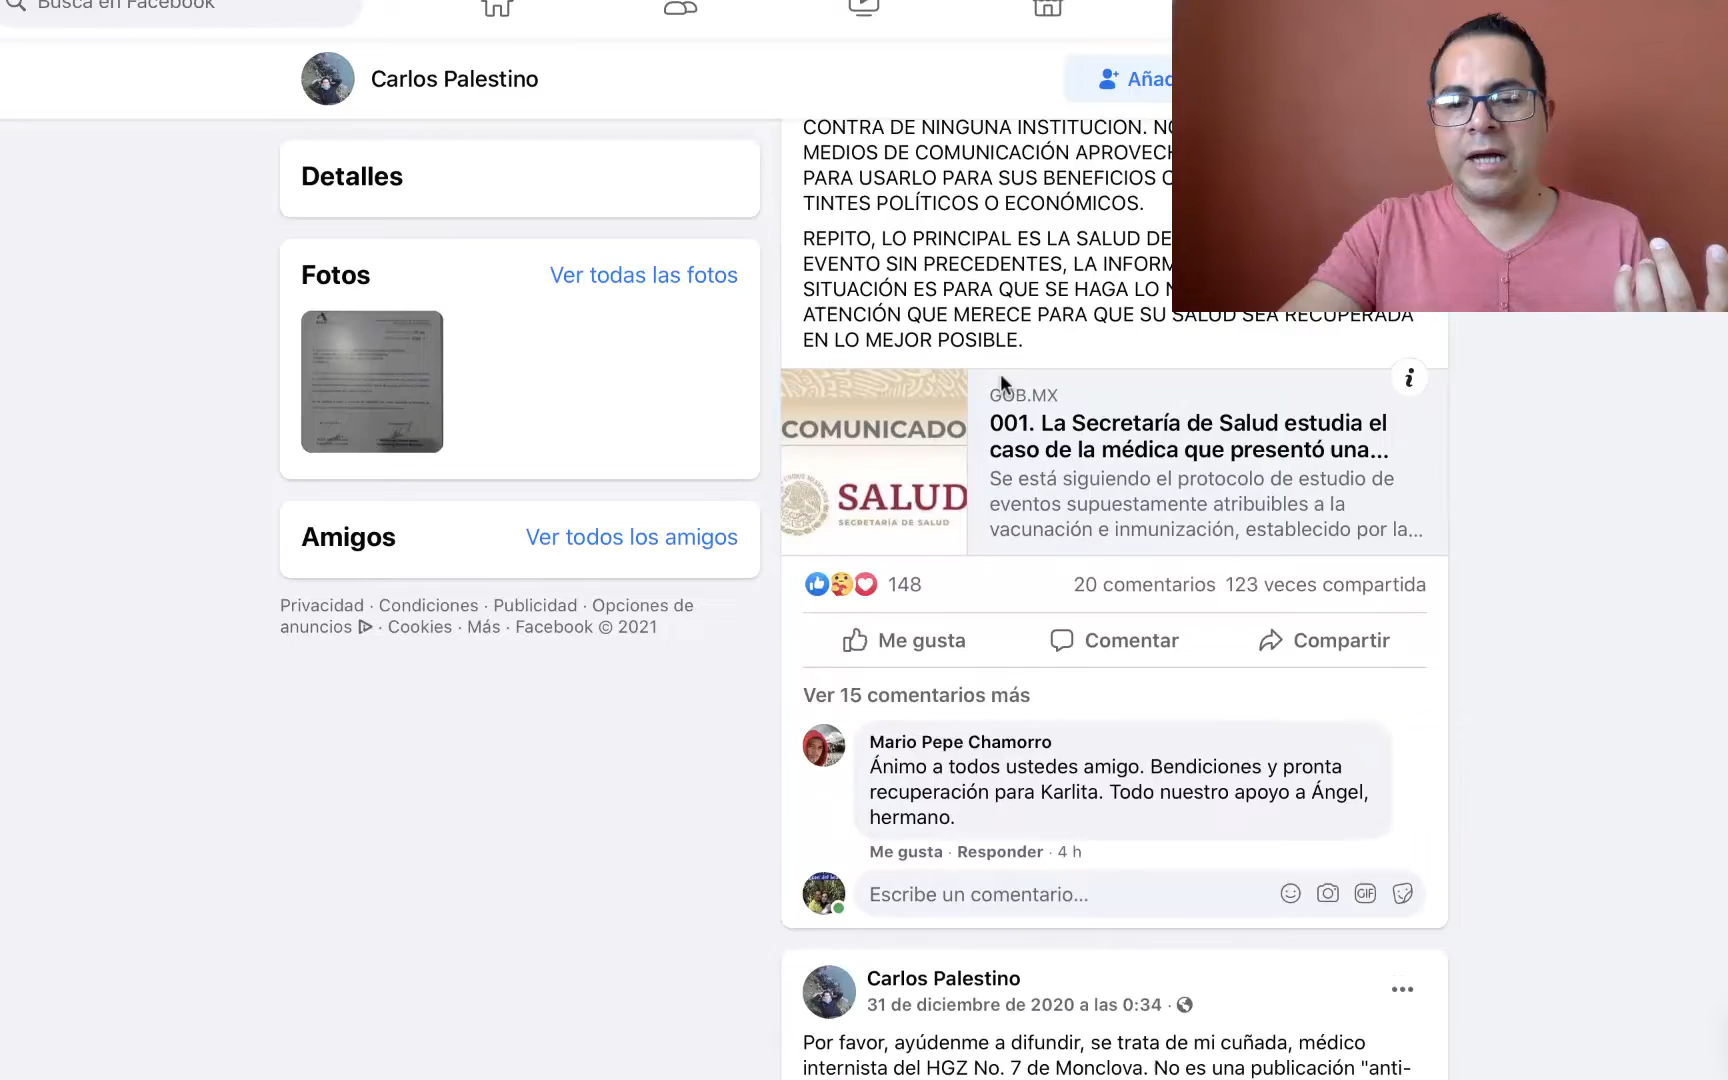 Busca en Facebook
Carlos Palestino
Añad
Detalles
Fotos
Ver todas las fotos
Amigos
Ver todos los amigos
Privacidad · Condiciones · Publicidad · Opciones de
anuncios · Cookies · Más · Facebook © 2021
CONTRA DE NINGUNA INSTITUCION. NO
MEDIOS DE COMUNICACIÓN APROVECH
PARA USARLO PARA SUS BENEFICIOS
TINTES POLÍTICOS O ECONÓMICOS.
REPITO, LO PRINCIPAL ES LA SALUD DE
EVENTO SIN PRECEDENTES, LA INFORM
SITUACIÓN ES PARA QUE SE HAGA LO
ATENCIÓN QUE MERECE PARA QUE SU SALUD SEA RECUPERADA
EN LO MEJOR POSIBLE.
COMUNICADO
SALUD
SECRETARÍA DE SALUD
GOB.MX
001. La Secretaría de Salud estudia el
caso de la médica que presentó una...
Se está siguiendo el protocolo de estudio de
eventos supuestamente atribuibles a la
vacunación e inmunización, establecido por la...
148
20 comentarios 123 veces compartida
Me gusta
Comentar
Compartir
Ver 15 comentarios más
Mario Pepe Chamorro
Ánimo a todos ustedes amigo. Bendiciones y pronta
recuperación para Karlita. Todo nuestro apoyo a Ángel,
hermano.
Me gusta · Responder · 4 h
Escribe un comentario...
GIF
Carlos Palestino
31 de diciembre de 2020 a las 0:34 ·
Por favor, ayúdenme a difundir, se trata de mi cuñada, médico
internista del HGZ No. 7 de Monclova. No es una publicación "anti-